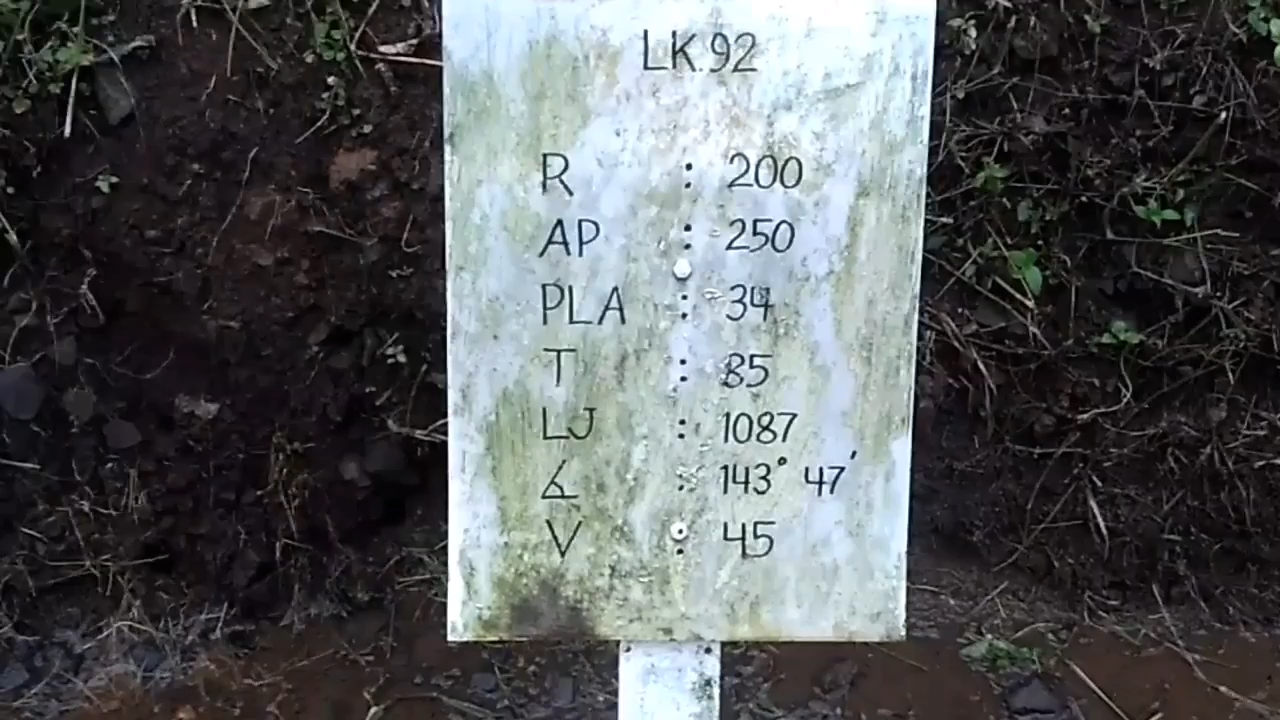 LK.92
R : 200
AP : 250
PLA : 34
T : 85
LJ : 1087
∡ : 143° 47'
V : 45